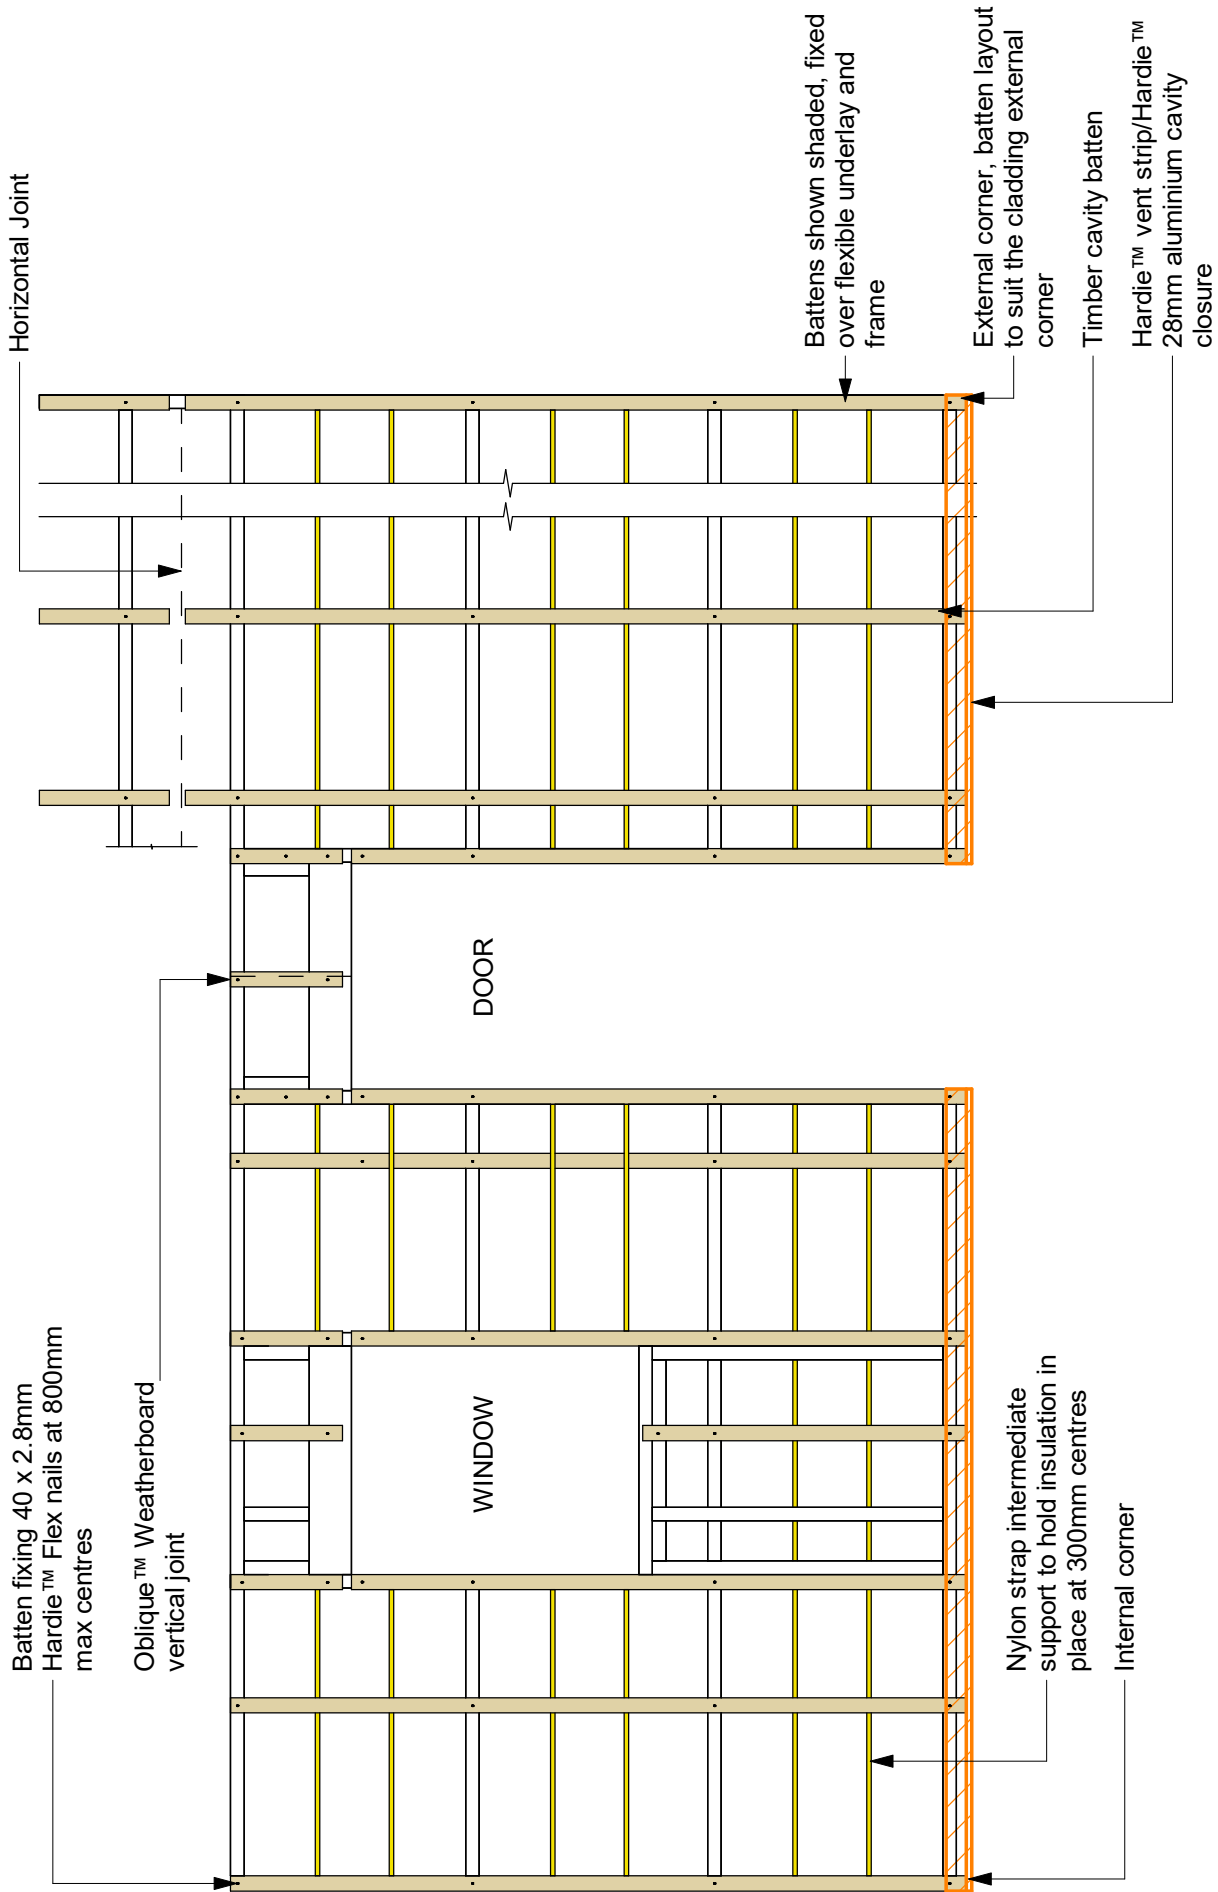 Batten fixing 40 x 2.8mm
Hardie™ Flex nails at 800mm
max centres
Oblique™ Weatherboard
vertical joint
Horizontal Joint
WINDOW
DOOR
Battens shown shaded, fixed
over flexible underlay and
frame
External corner, batten layout
to suit the cladding external
corner
Timber cavity batten
Hardie™ vent strip/Hardie™
28mm aluminium cavity
closure
Nylon strap intermediate
support to hold insulation in
place at 300mm centres
Internal corner